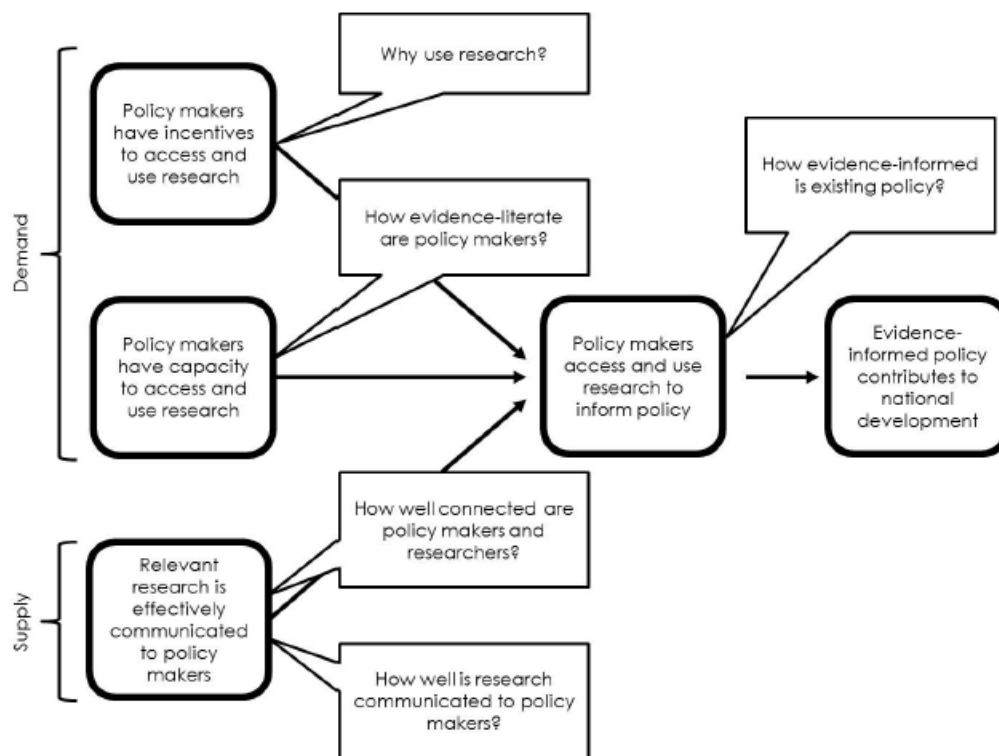 Demand
Policy makers
have incentives
to access and
use research
Why use research?
How evidence-literate
are policy makers?
Policy makers
have capacity
to access and
use research
How evidence-informed
is existing policy?
Policy makers
access and use
research to
inform policy
Evidence-
informed policy
contributes to
national
development
Supply
Relevant
research is
effectively
communicated
to policy
makers
How well connected are
policy makers and
researchers?
How well is research
communicated to policy
makers?